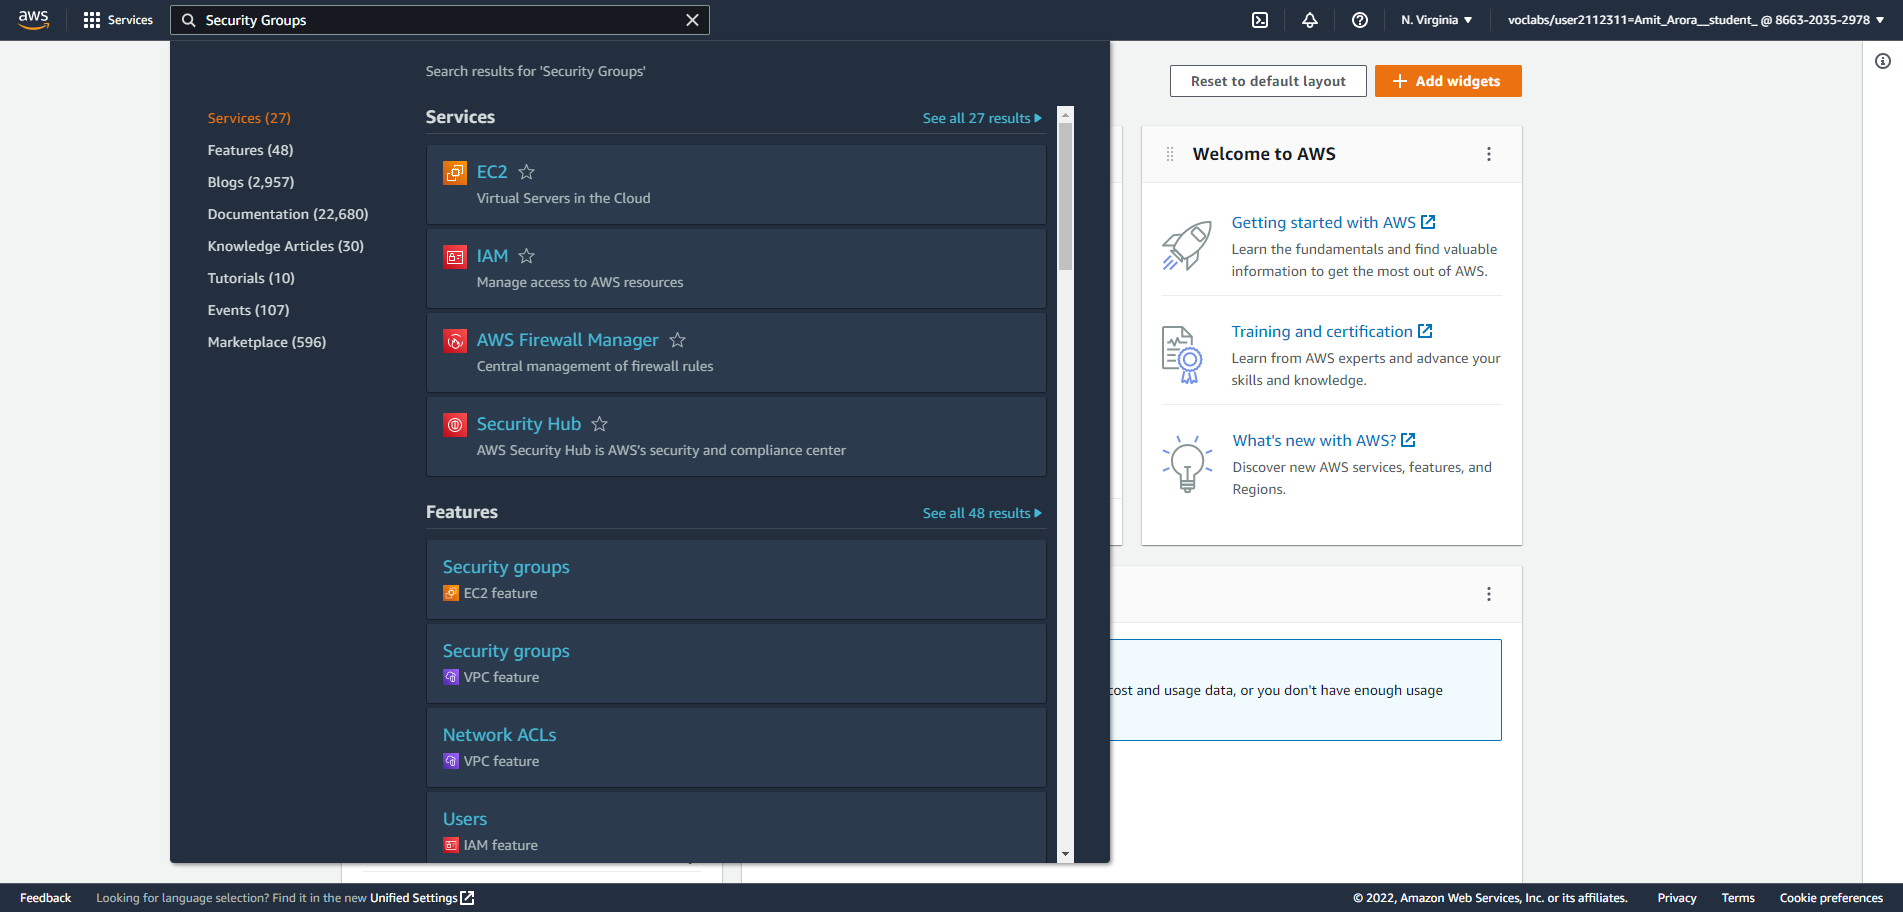 aws
Services
Security Groups
N. Virginia
voclabs/user2112311=Amit_Arora__student_ @ 8663-2035-2978
Search results for 'Security Groups'
Services (27)
Features (48)
Blogs (2,957)
Documentation (22,680)
Knowledge Articles (30)
Tutorials (10)
Events (107)
Marketplace (596)
Services
See all 27 results
EC2
Virtual Servers in the Cloud
IAM
Manage access to AWS resources
AWS Firewall Manager
Central management of firewall rules
Security Hub
AWS Security Hub is AWS's security and compliance center
Features
See all 48 results
Security groups
EC2 feature
Security groups
VPC feature
Network ACLs
VPC feature
Users
IAM feature
Reset to default layout
Add widgets
Welcome to AWS
Getting started with AWS
Learn the fundamentals and find valuable
information to get the most out of AWS.
Training and certification
Learn from AWS experts and advance your
skills and knowledge.
What's new with AWS?
Discover new AWS services, features, and
Regions.
cost and usage data, or you don't have enough usage
Feedback
Looking for language selection? Find it in the new Unified Settings
© 2022, Amazon Web Services, Inc. or its affiliates.
Privacy
Terms
Cookie preferences